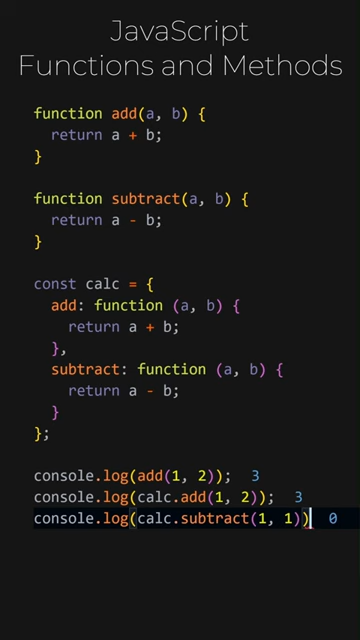 JavaScript
Functions and Methods
function add(a, b) {
  return a + b;
}
function subtract(a, b) {
  return a - b;
}
const calc = {
  add: function (a, b) {
    return a + b;
  },
  subtract: function (a, b) {
    return a - b;
  }
};
console.log(add(1, 2));  3
console.log(calc.add(1, 2));  3
console.log(calc.subtract(1, 1))  0